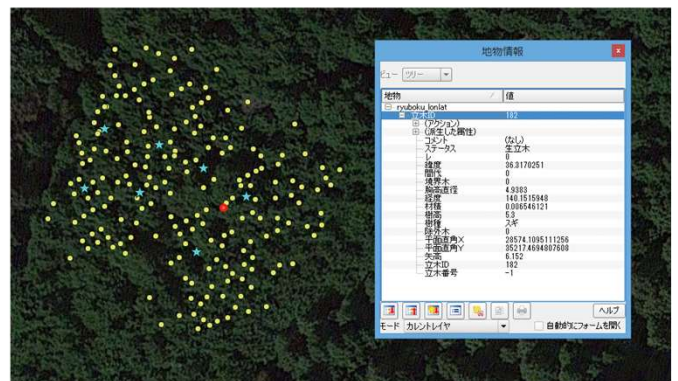 地物情報
ビュー ツリー
地物 値
ryuboku_lonlat
立木ID 182
(アクション)
(派生した属性)
コメント (なし)
ステータス 生立木
レ 0
緯度 36.3170251
間伐 0
境界木 0
胸高直径 4.9383
経度 140.1515948
材積 0.006546121
樹高 5.3
樹種 スギ
除外木 0
平面直角X 28574.1095111256
平面直角Y 35217.4694887608
矢高 6.152
立木ID 182
立木番号 -1
ヘルプ
モード カレントレイヤ 自動的にフォームを開く